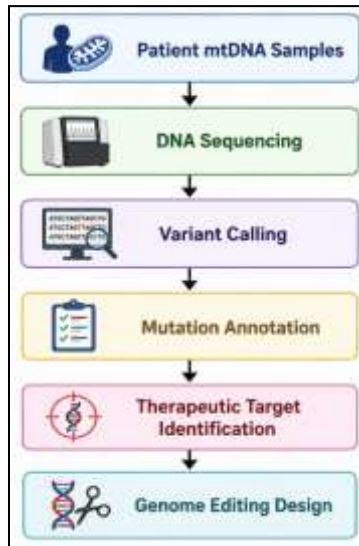 Patient mtDNA Samples
DNA Sequencing
Variant Calling
Mutation Annotation
Therapeutic Target
Identification
Genome Editing Design